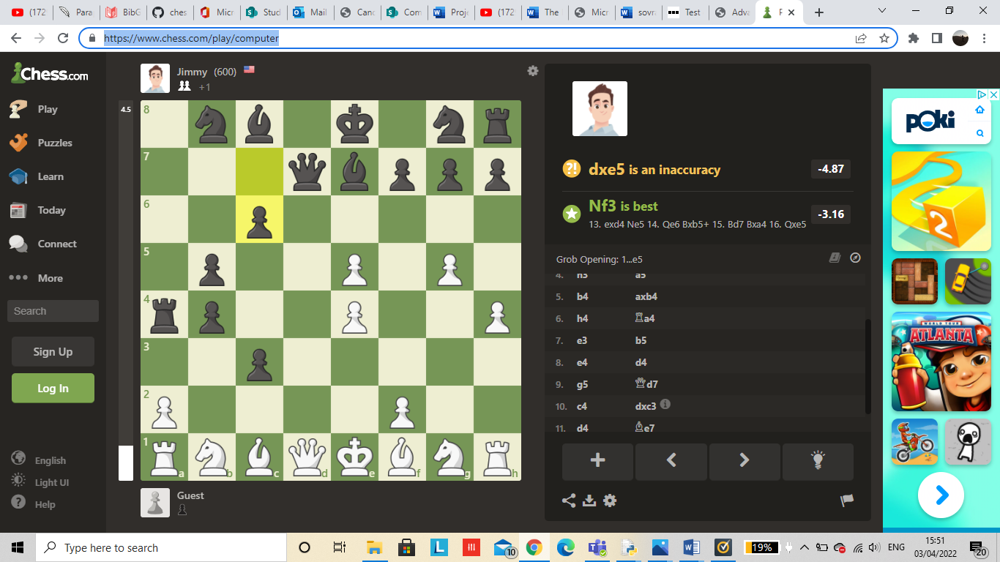 (172
Para
BibG
ches
Micr
Stud
Mail
Canc
Com
Proje
(172
The
Micr
sovra
Test
Adva
P
https://www.chess.com/play/computer
Chess.com
Play
Puzzles
Learn
Today
Connect
More
Search
Sign Up
Log In
English
Light UI
Help
Jimmy (600)
+1
4.5
8
7
6
5
4
3
2
1
a b c d e f g h
Guest
?! dxe5 is an inaccuracy -4.87
Nf3 is best -3.16
13. exd4 Ne5 14. Qe6 Bxb5+ 15. Bd7 Bxa4 16. Qxe5
Grob Opening: 1...e5
4. h3 a5
5. b4 axb4
6. h4 a4
7. e3 b5
8. e4 d4
9. g5 d7
10. c4 dxc3
11. d4 e7
POKi
2
WORLD TOUR
ATLANTA
Type here to search
10
19%
ENG
15:51
03/04/2022
20